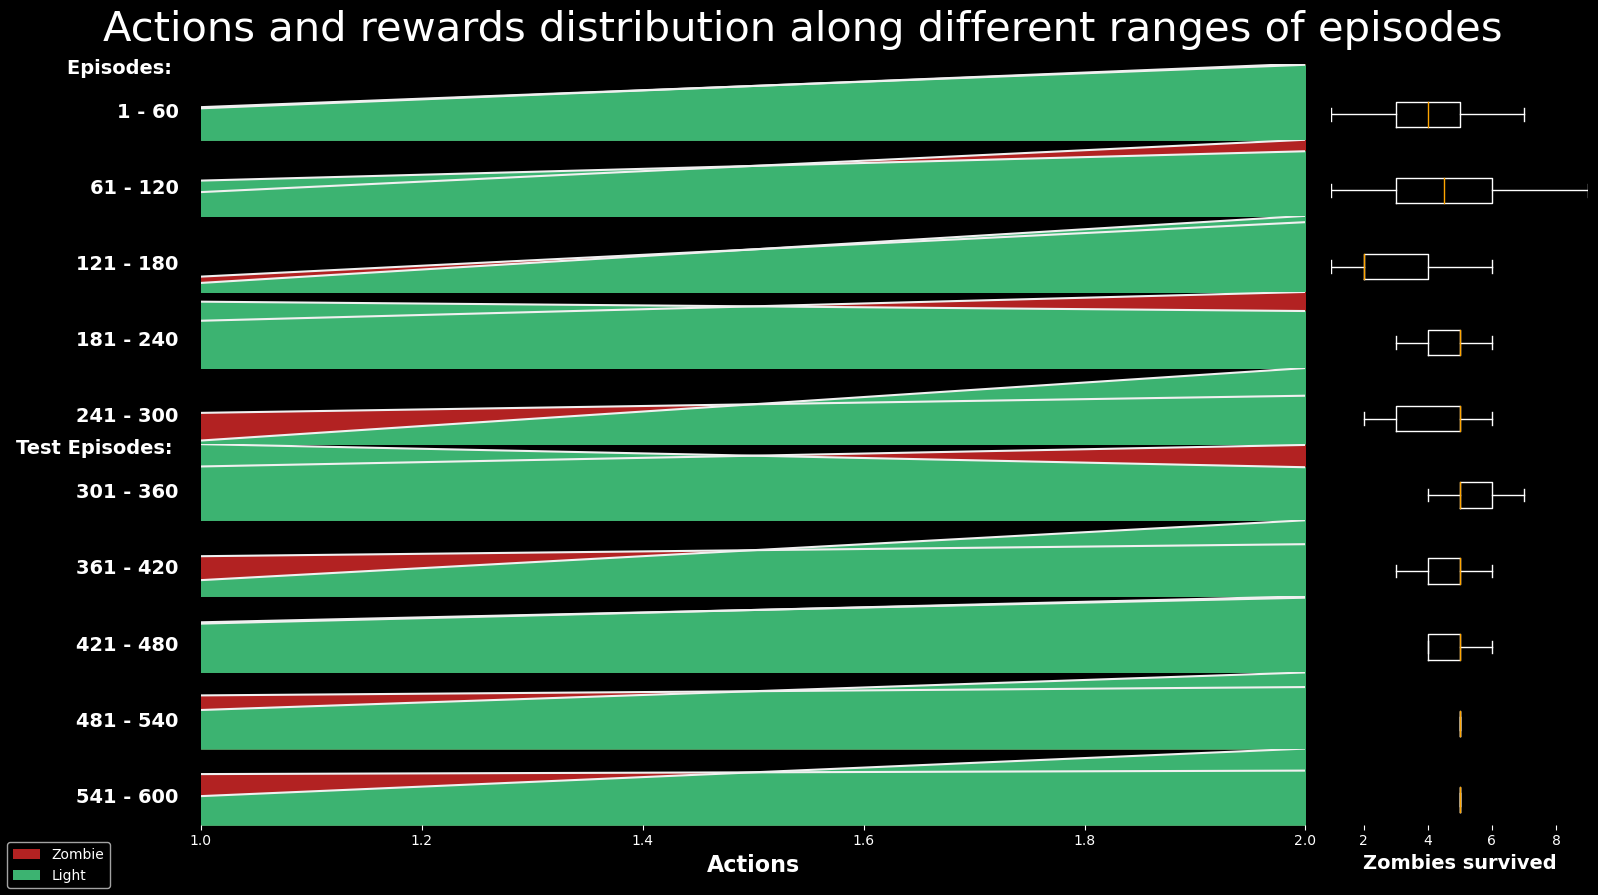 Actions and rewards distribution along different ranges of episodes
Episodes:
1 - 60
61 - 120
121 - 180
181 - 240
241 - 300
Test Episodes:
301 - 360
361 - 420
421 - 480
481 - 540
541 - 600
1.0 1.2 1.4 1.6 1.8 2.0 2 4 6 8
Actions Zombies survived
Zombie
Light